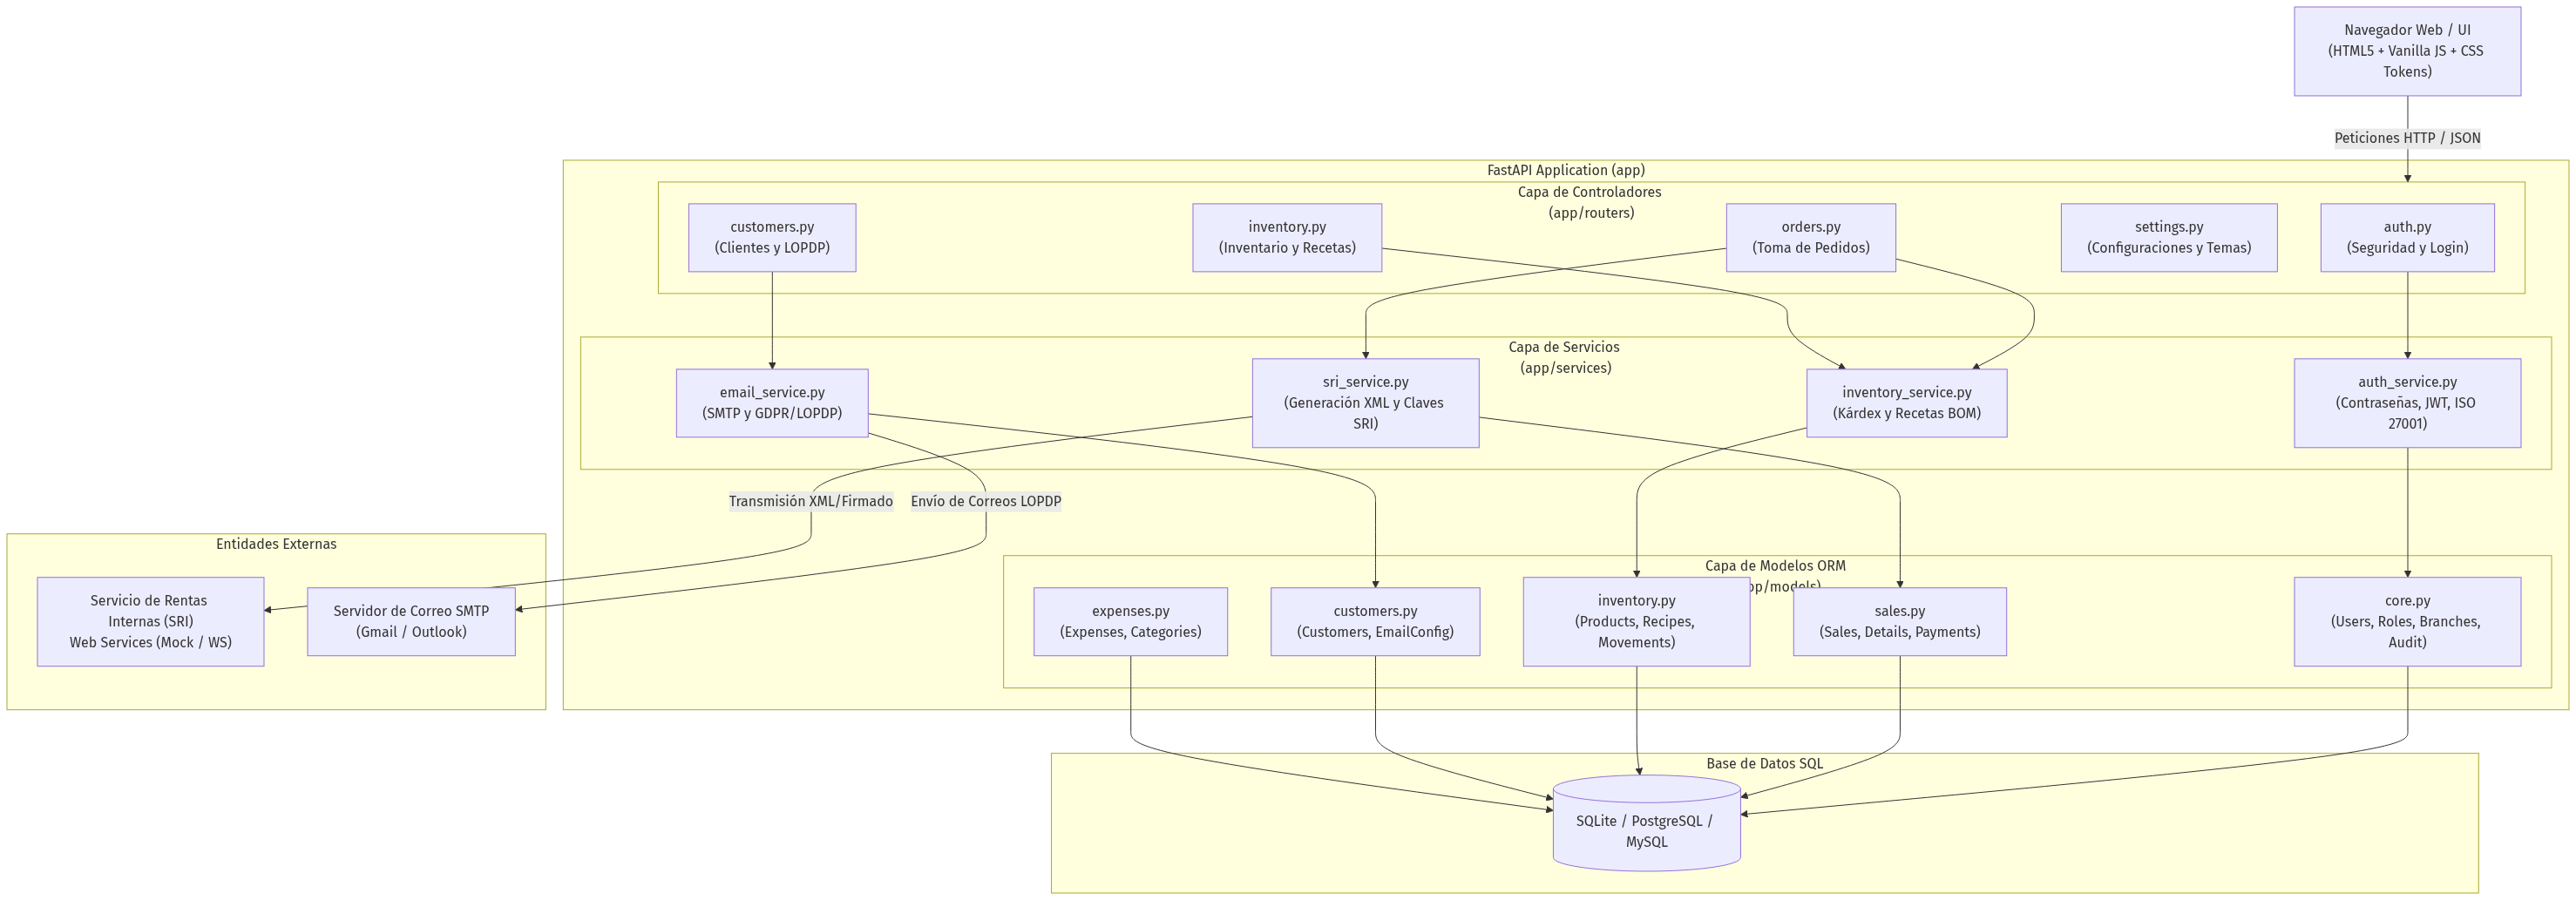 Navegador Web / UI
(HTML5 + Vanilla JS + CSS
Tokens)
Peticiones HTTP / JSON
FastAPI Application (app)
Capa de Controladores
(app/routers)
customers.py
(Clientes y LOPDP)
inventory.py
(Inventario y Recetas)
orders.py
(Toma de Pedidos)
settings.py
(Configuraciones y Temas)
auth.py
(Seguridad y Login)
Capa de Servicios
(app/services)
email_service.py
(SMTP y GDPR/LOPDP)
sri_service.py
(Generación XML y Claves
SRI)
inventory_service.py
(Kárdex y Recetas BOM)
auth_service.py
(Contraseñas, JWT, ISO
27001)
Transmisión XML/Firmado
Envío de Correos LOPDP
Entidades Externas
Servicio de Rentas
Internas (SRI)
Web Services (Mock / WS)
Servidor de Correo SMTP
(Gmail / Outlook)
Capa de Modelos ORM
pp/models)
expenses.py
(Expenses, Categories)
customers.py
(Customers, EmailConfig)
inventory.py
(Products, Recipes,
Movements)
sales.py
(Sales, Details, Payments)
core.py
(Users, Roles, Branches,
Audit)
Base de Datos SQL
SQLite / PostgreSQL /
MySQL